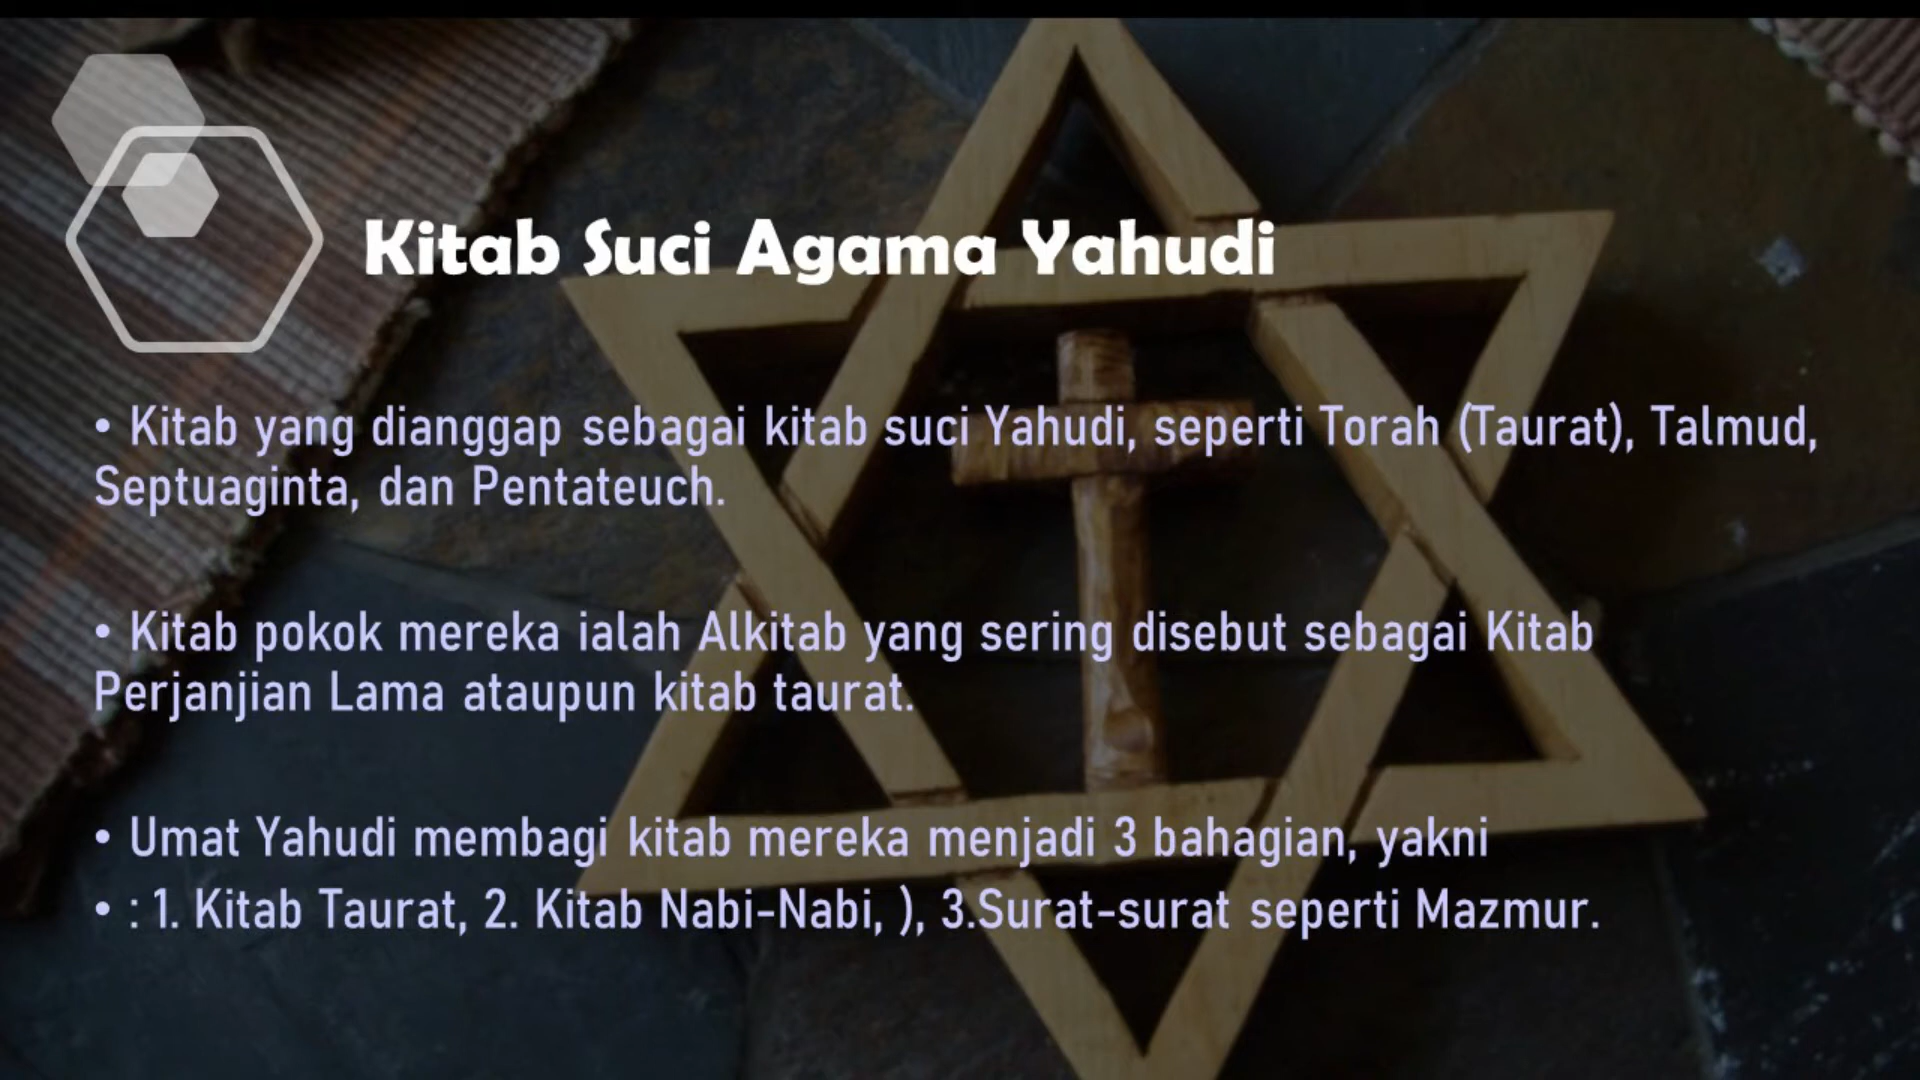 Kitab Suci Agama Yahudi
• Kitab yang dianggap sebagai kitab suci Yahudi, seperti Torah (Taurat), Talmud,
Septuaginta, dan Pentateuch.
• Kitab pokok mereka ialah Alkitab yang sering disebut sebagai Kitab
Perjanjian Lama ataupun kitab taurat.
• Umat Yahudi membagi kitab mereka menjadi 3 bahagian, yakni
• : 1. Kitab Taurat, 2. Kitab Nabi-Nabi, ), 3.Surat-surat seperti Mazmur.